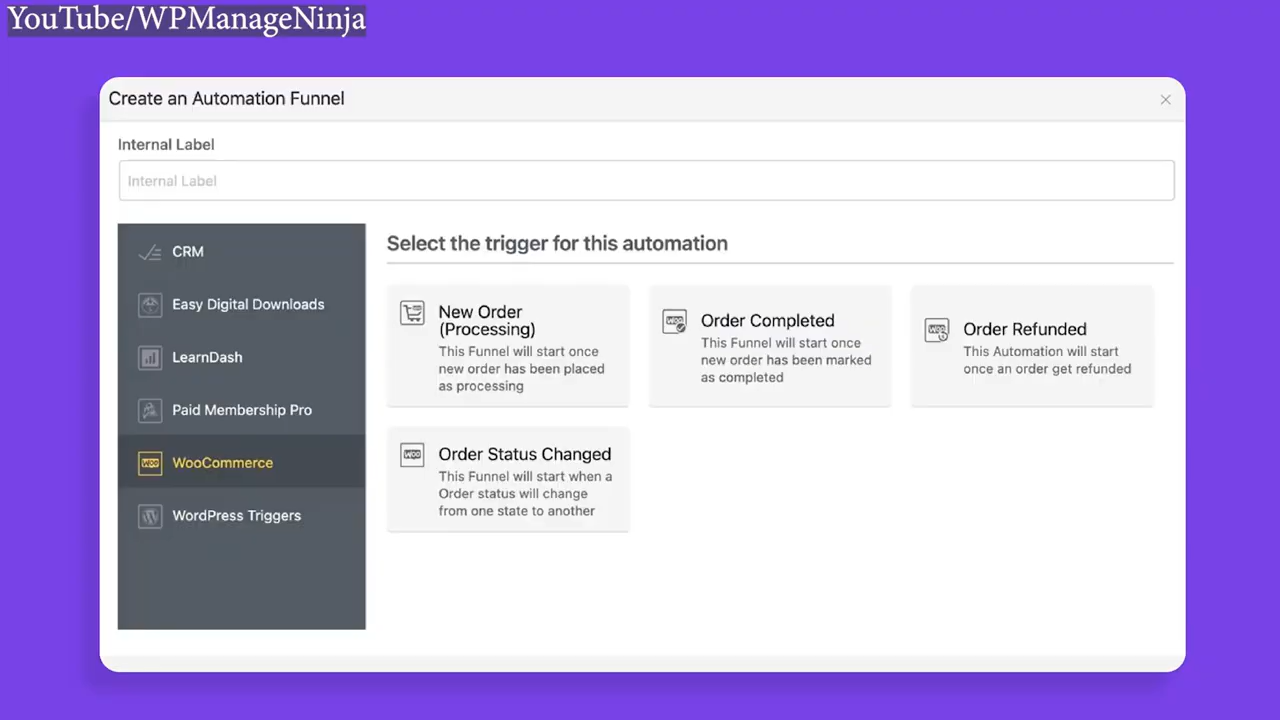 YouTube/WPManageNinja
Create an Automation Funnel
Internal Label
Internal Label
CRM
Easy Digital Downloads
LearnDash
Paid Membership Pro
WooCommerce
WordPress Triggers
Select the trigger for this automation
New Order
(Processing)
This Funnel will start once
new order has been placed
as processing
Order Completed
This Funnel will start once
new order has been marked
as completed
Order Refunded
This Automation will start
once an order get refunded
Order Status Changed
This Funnel will start when a
Order status will change
from one state to another